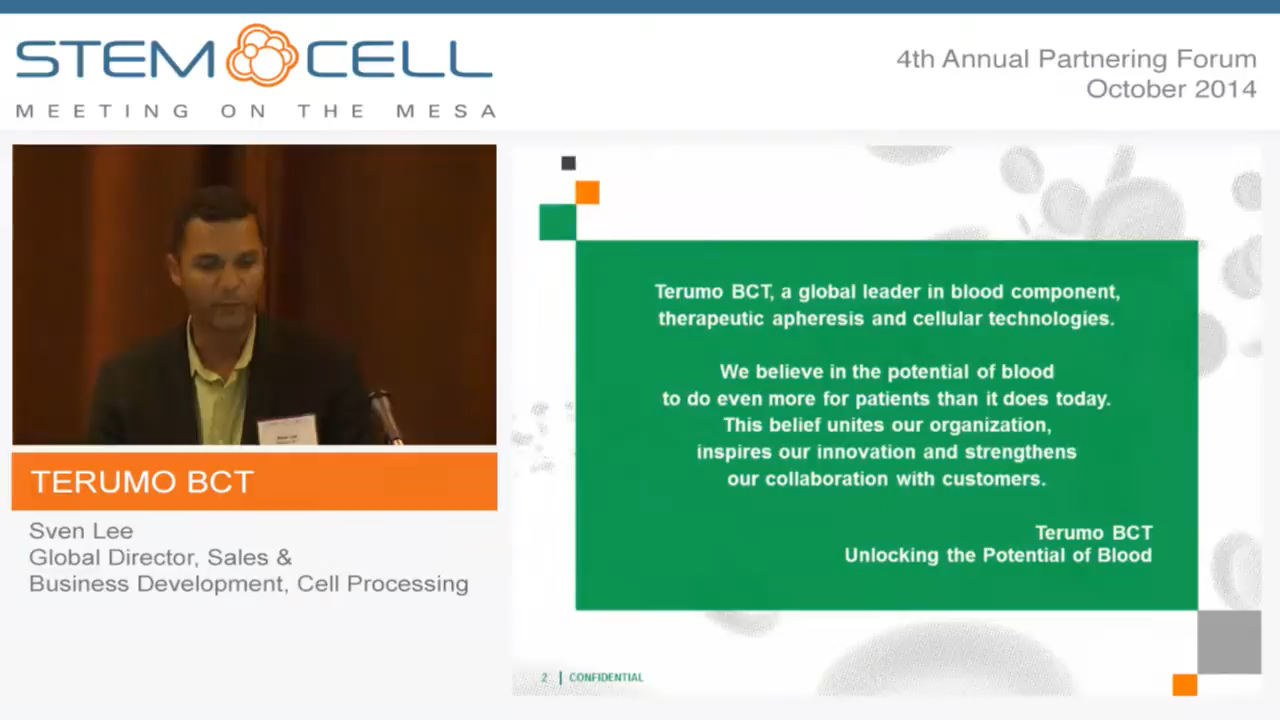 STEM CELL
MEETING ON THE MESA
4th Annual Partnering Forum
October 2014
TERUMO BCT
Sven Lee
Global Director, Sales &
Business Development, Cell Processing
Terumo BCT, a global leader in blood component,
therapeutic apheresis and cellular technologies.
We believe in the potential of blood
to do even more for patients than it does today.
This belief unites our organization,
inspires our innovation and strengthens
our collaboration with customers.
Terumo BCT
Unlocking the Potential of Blood
2 | CONFIDENTIAL